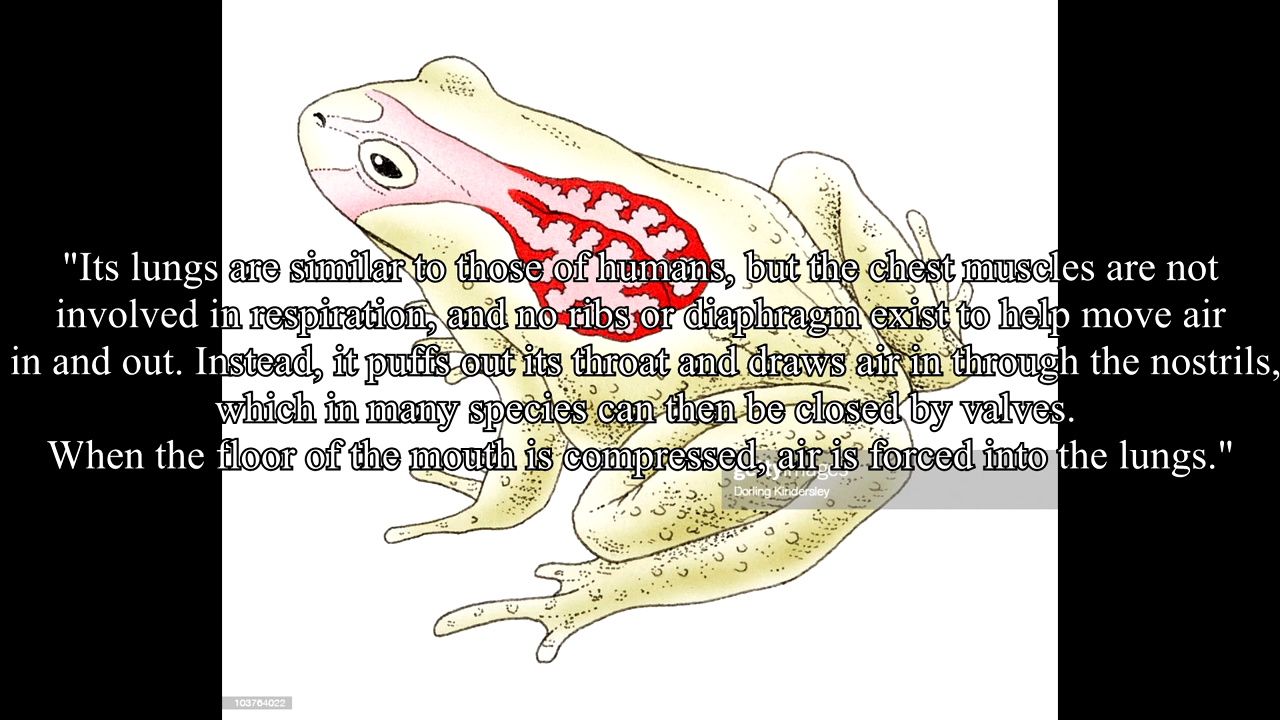 "Its lungs are similar to those of humans, but the chest muscles are not
involved in respiration, and no ribs or diaphragm exist to help move air
in and out. Instead, it puffs out its throat and draws air in through the nostrils,
which in many species can then be closed by valves.
When the floor of the mouth is compressed, air is forced into the lungs."
gettyimages
Dorling Kindersley
103764022